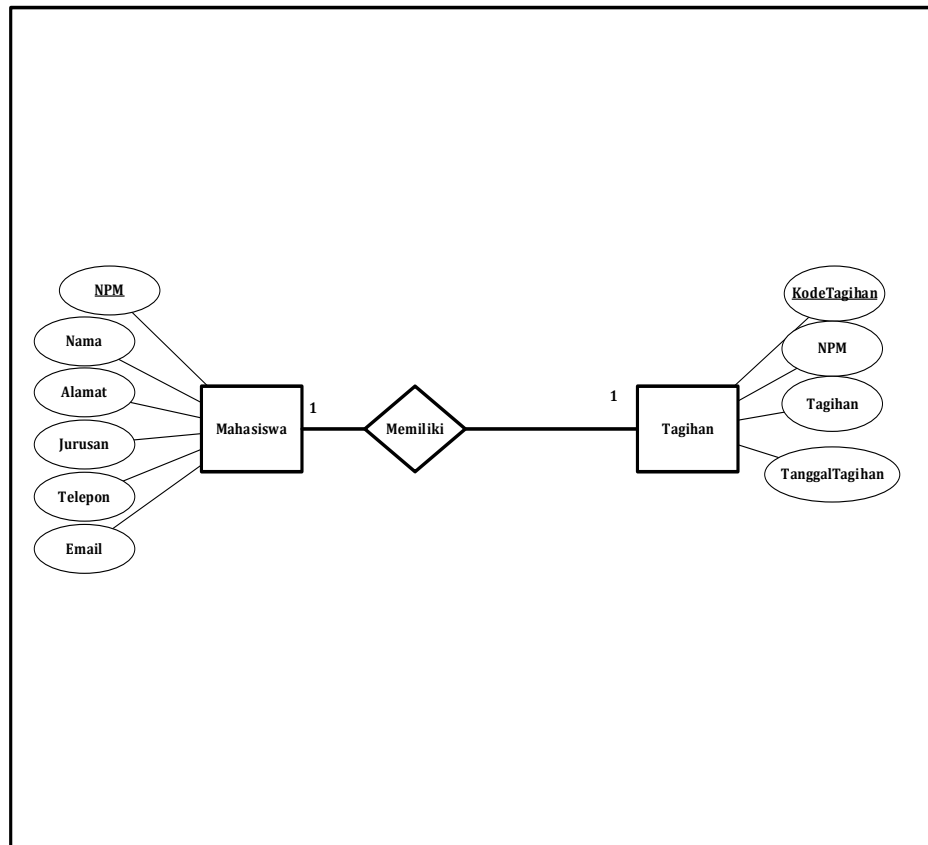 NPM
Nama
Alamat
Jurusan
Telepon
Email
Mahasiswa
1
Memiliki
1
Tagihan
KodeTagihan
NPM
Tagihan
TanggalTagihan